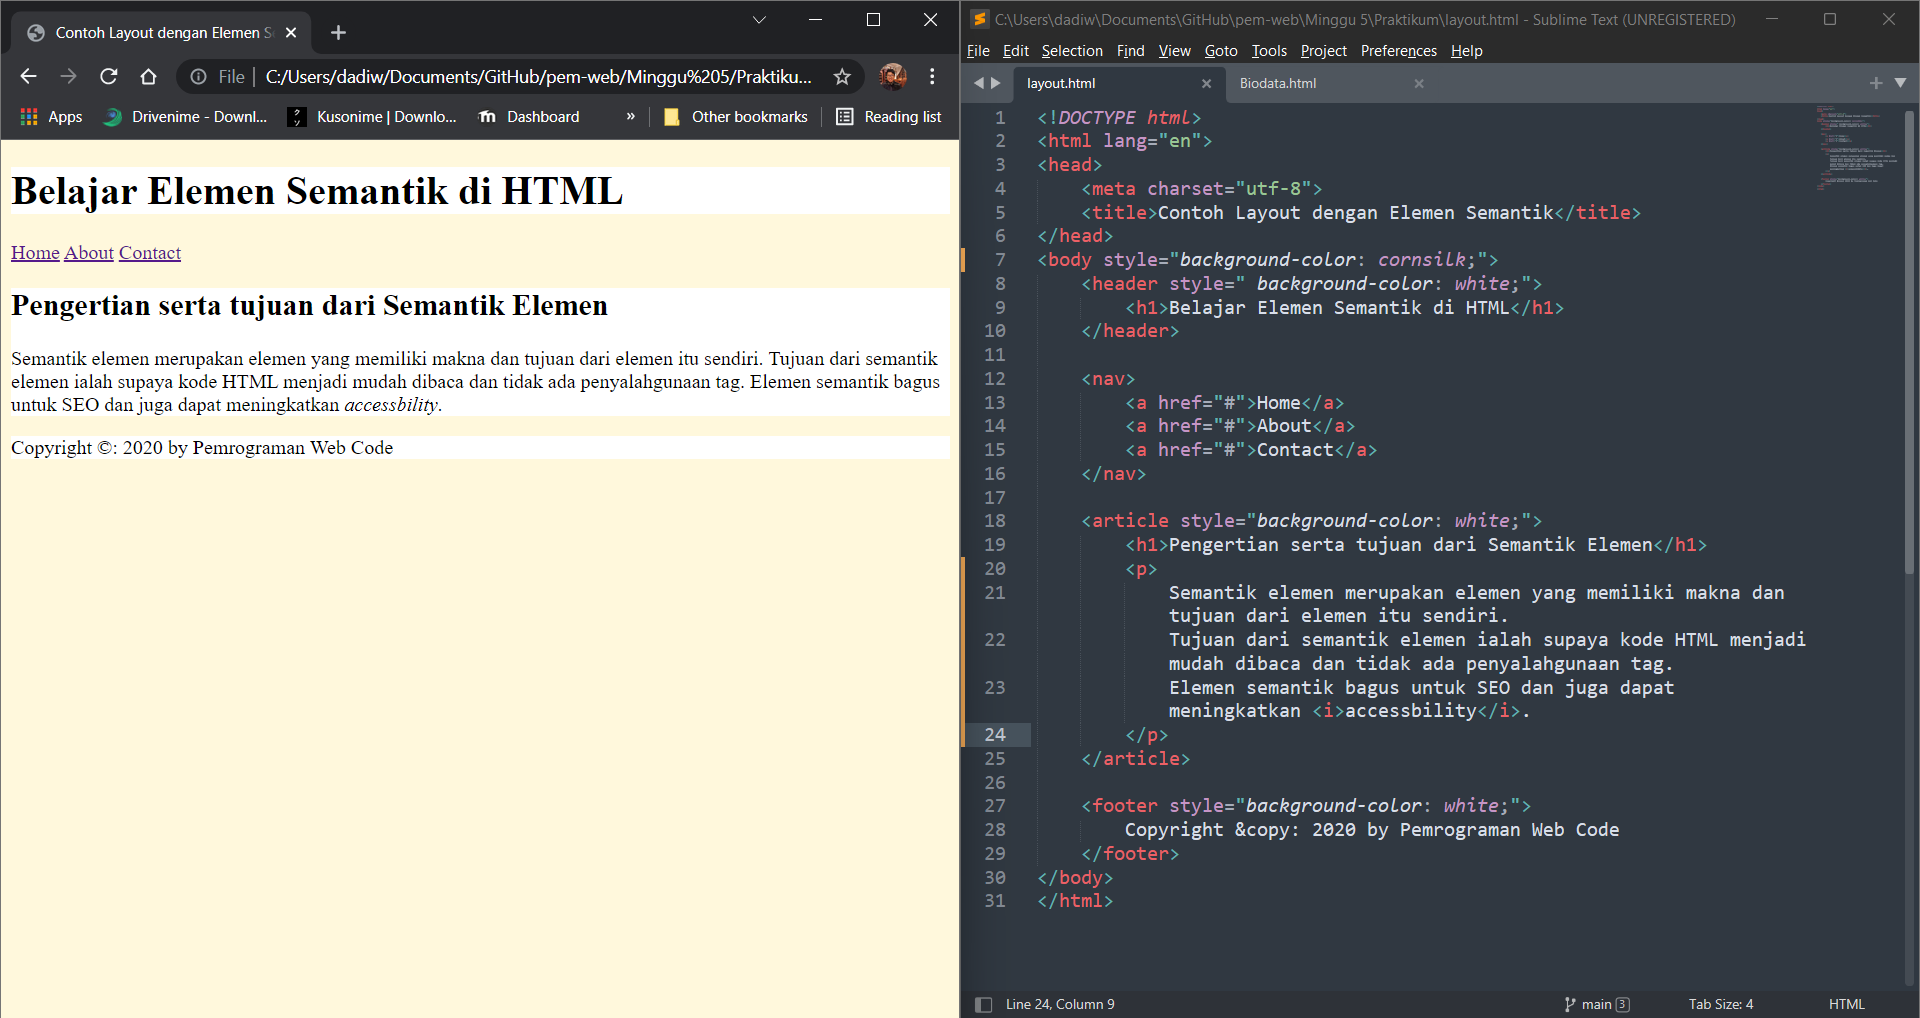 Contoh Layout dengan Elemen S
File
C:/Users/dadiw/Documents/GitHub/pem-web/Minggu%205/Praktiku...
Apps
Drivenime - Downl...
Kusonime | Downlo...
Dashboard
»
Other bookmarks
Reading list
Belajar Elemen Semantik di HTML
Home About Contact
Pengertian serta tujuan dari Semantik Elemen
Semantik elemen merupakan elemen yang memiliki makna dan tujuan dari elemen itu sendiri. Tujuan dari semantik
elemen ialah supaya kode HTML menjadi mudah dibaca dan tidak ada penyalahgunaan tag. Elemen semantik bagus
untuk SEO dan juga dapat meningkatkan accessbility.
Copyright ©: 2020 by Pemrograman Web Code
C:\Users\dadiw\Documents\GitHub\pem-web\Minggu 5\Praktikum\layout.html - Sublime Text (UNREGISTERED)
File Edit Selection Find View Goto Tools Project Preferences Help
layout.html
Biodata.html
1 <!DOCTYPE html>
2 <html lang="en">
3 <head>
4 <meta charset="utf-8">
5 <title>Contoh Layout dengan Elemen Semantik</title>
6 </head>
7 <body style="background-color: cornsilk;">
8 <header style=" background-color: white;">
9 <h1>Belajar Elemen Semantik di HTML</h1>
10 </header>
11
12 <nav>
13 <a href="#">Home</a>
14 <a href="#">About</a>
15 <a href="#">Contact</a>
16 </nav>
17
18 <article style="background-color: white;">
19 <h1>Pengertian serta tujuan dari Semantik Elemen</h1>
20 <p>
21 Semantik elemen merupakan elemen yang memiliki makna dan
tujuan dari elemen itu sendiri.
22 Tujuan dari semantik elemen ialah supaya kode HTML menjadi
mudah dibaca dan tidak ada penyalahgunaan tag.
23 Elemen semantik bagus untuk SEO dan juga dapat
meningkatkan <i>accessbility</i>.
24 </p>
25 </article>
26
27 <footer style="background-color: white;">
28 Copyright &copy: 2020 by Pemrograman Web Code
29 </footer>
30 </body>
31 </html>
Line 24, Column 9
main 3
Tab Size: 4
HTML